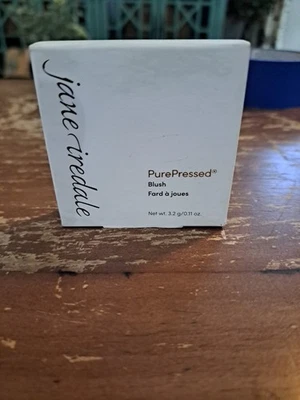 jane iredale
PurePressed®
Blush
Fard à joues
Net wt. 3.2 g/0.11 oz.